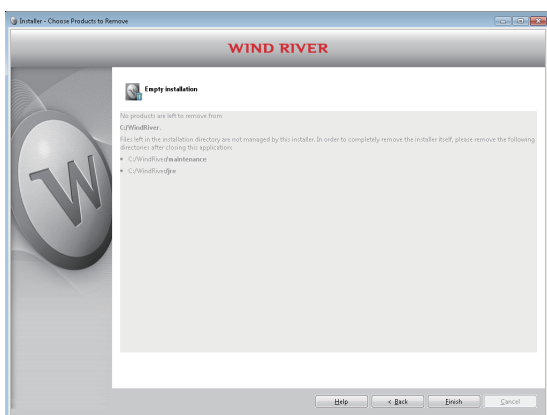 Installer - Choose Products to Remove
WIND RIVER
Empty installation
No products are left to remove from
C:/WindRiver.
Files left in the installation directory are not managed by this installer. In order to completely remove the installer itself, please remove the following
directories after closing this application:
C:/WindRiver/maintenance
C:/WindRiver/jre
W
Help
< Back
Finish
Cancel